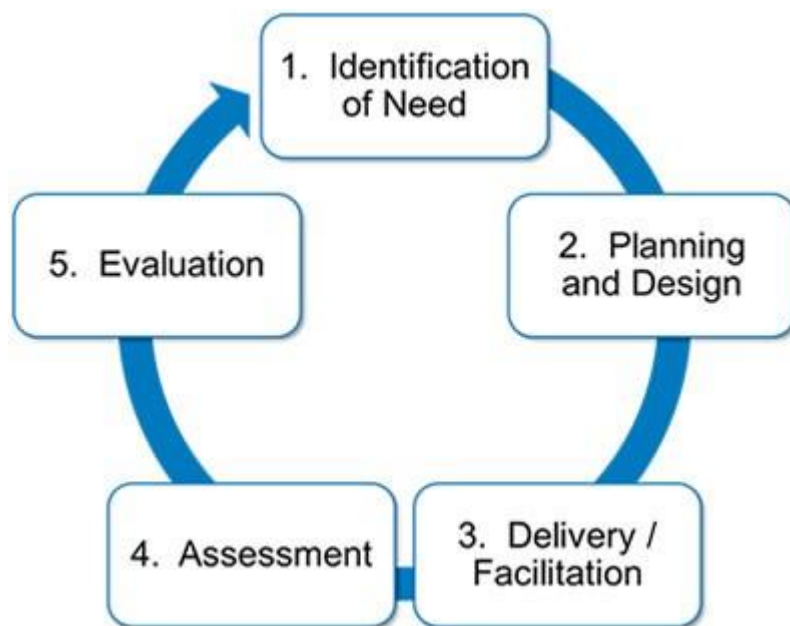 1. Identification
of Need
2. Planning
and Design
3. Delivery /
Facilitation
4. Assessment
5. Evaluation